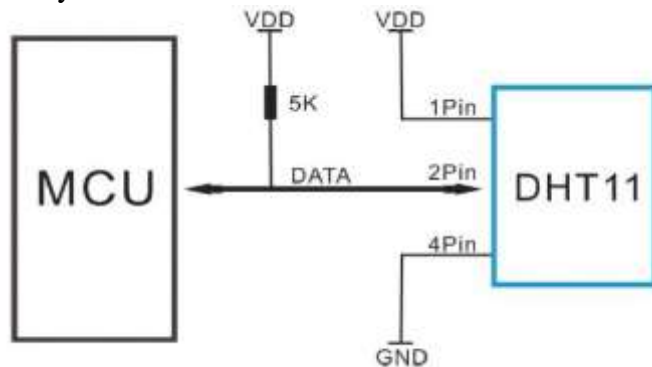 VDD
VDD
5K
1Pin
MCU
DATA
2Pin
DHT11
4Pin
GND